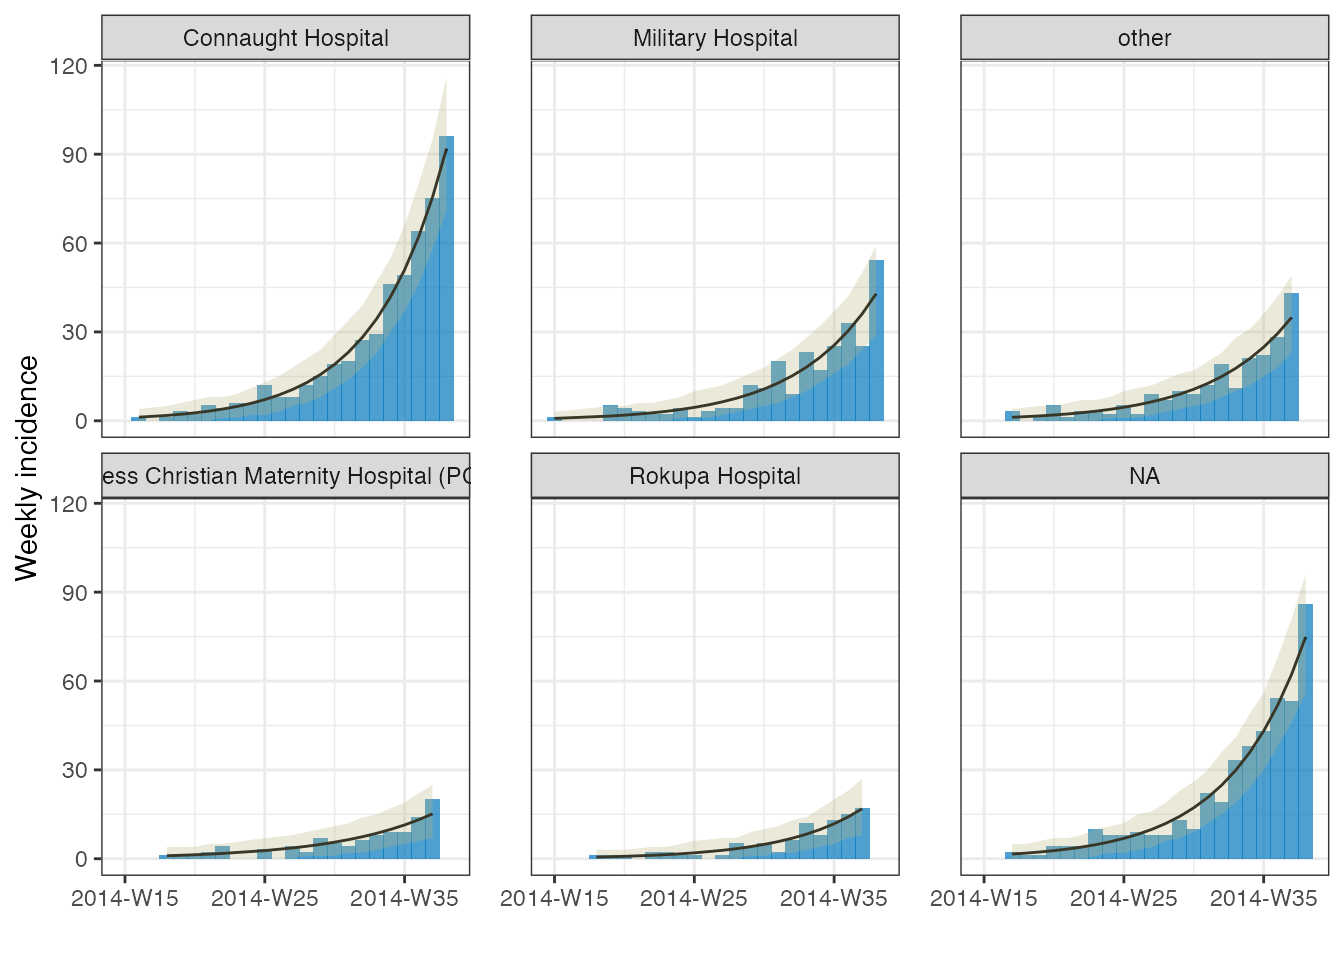 Connaught Hospital
Military Hospital
other
120
90
60
30
0
ess Christian Maternity Hospital (PC
Rokupa Hospital
NA
120
90
60
30
0
2014-W15 2014-W25 2014-W35
2014-W15 2014-W25 2014-W35
2014-W15 2014-W25 2014-W35
Weekly incidence